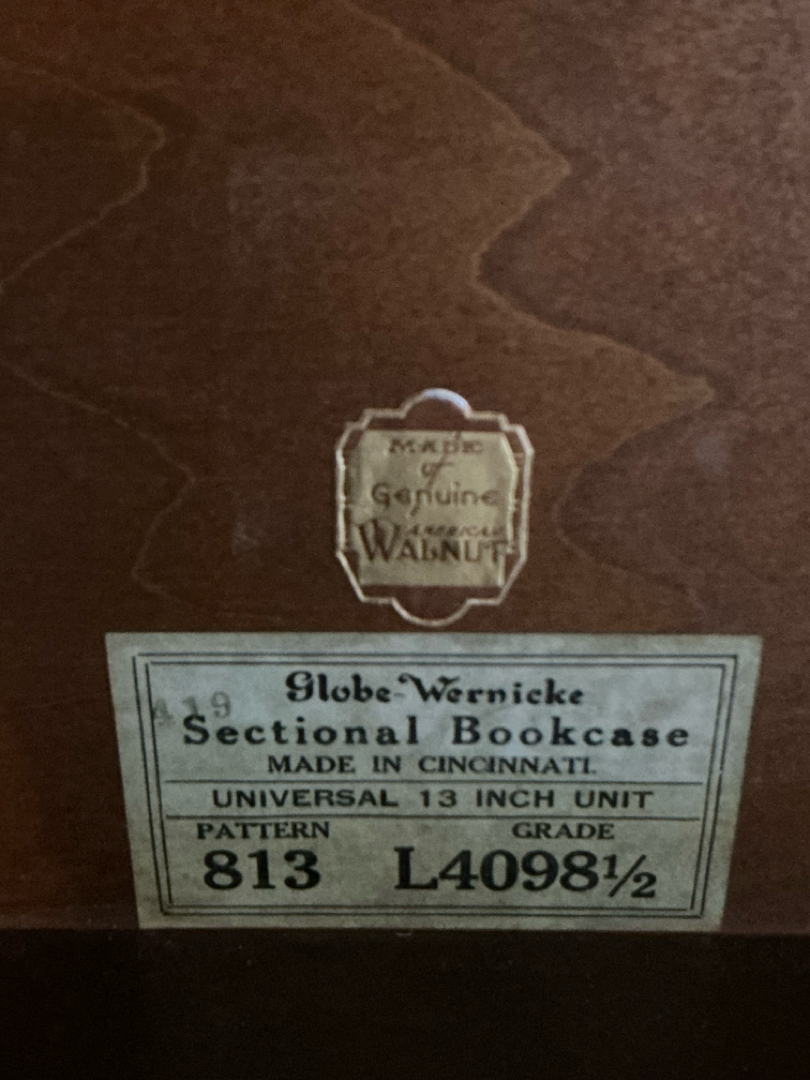 MADE
of
Genuine
AMERICAN
WALNUT
Globe-Wernicke
419
Sectional Bookcase
MADE IN CINCINNATI.
UNIVERSAL 13 INCH UNIT
PATTERN GRADE
813 L4098½